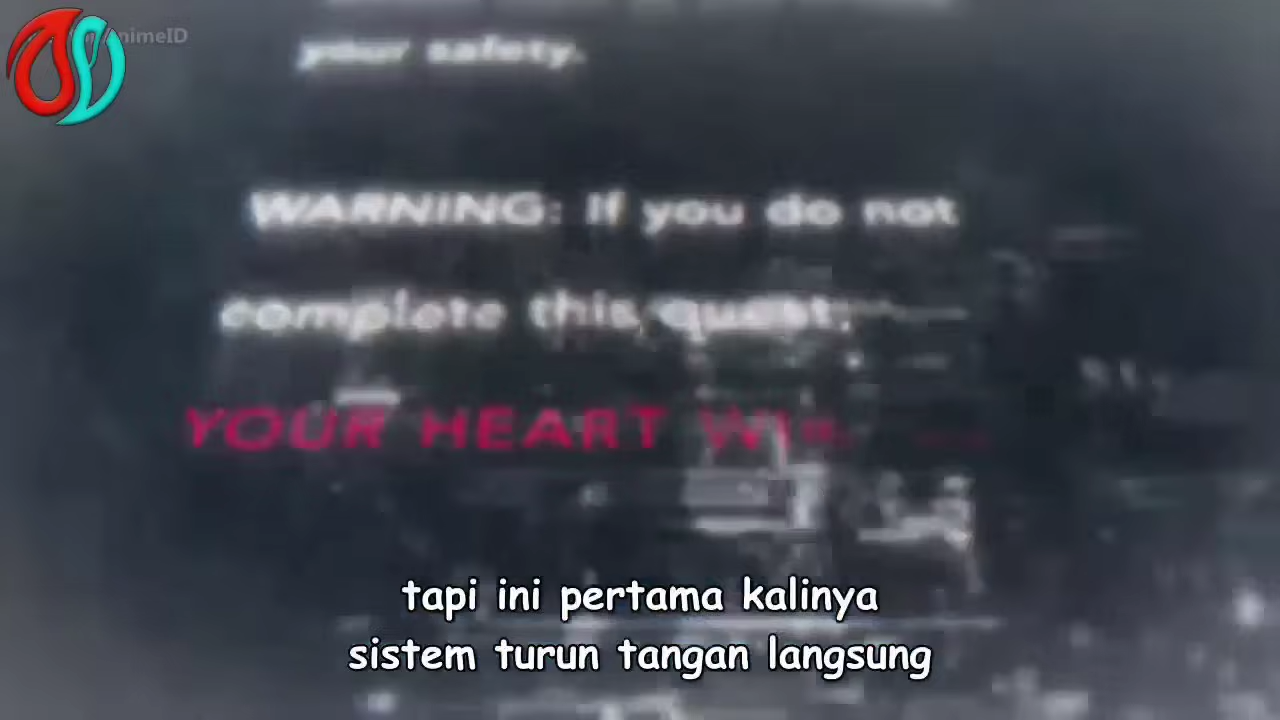 nimeID
your safety.
WARNING: If you do not
complete this quest,
YOUR HEART
tapi ini pertama kalinya
sistem turun tangan langsung